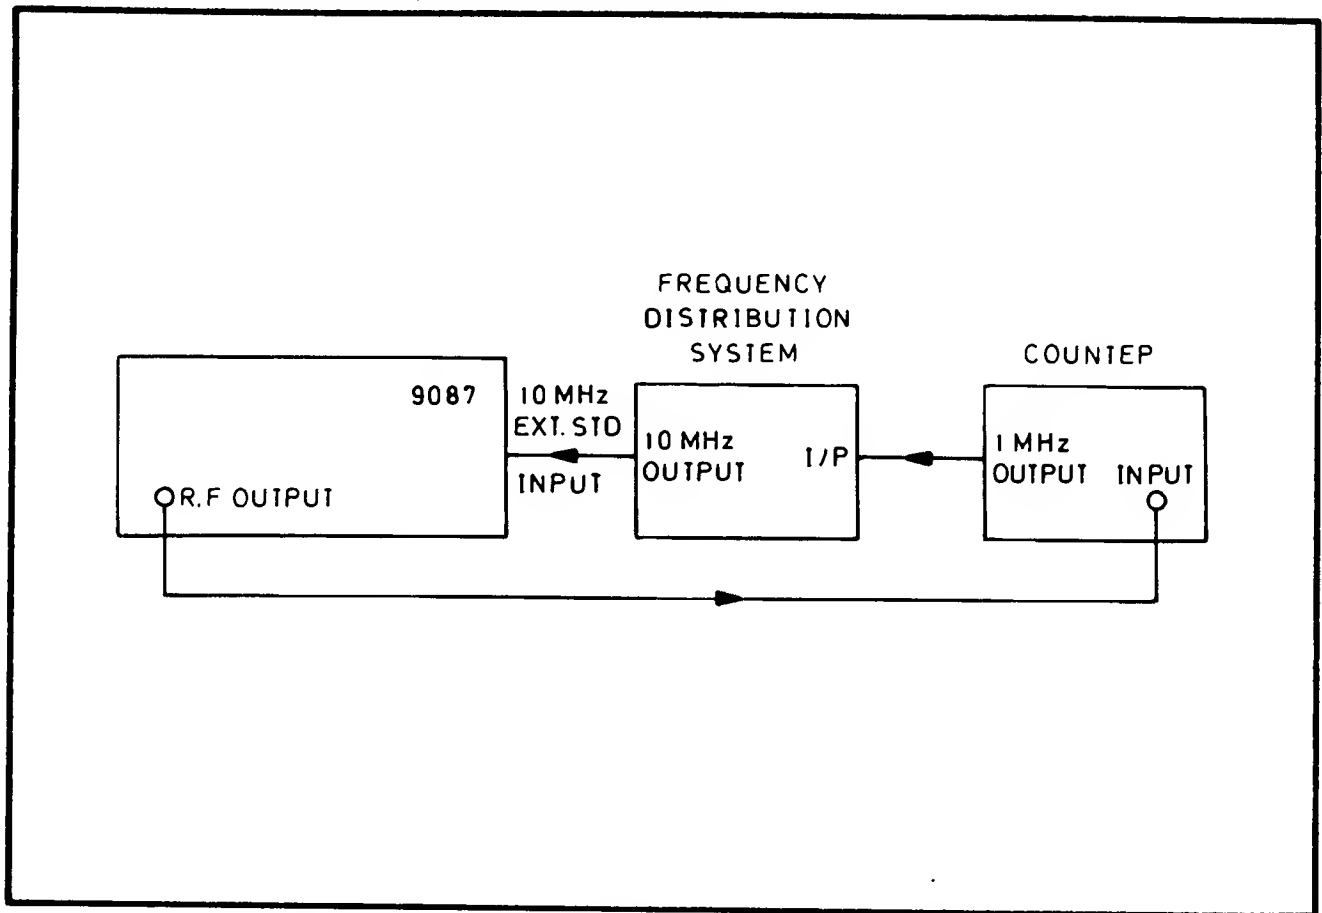 FREQUENCY
DISTRIBUTION
SYSTEM
COUNTEP
9087
10 MHz
EXT. STD
INPUT
10 MHz
OUTPUT
I/P
1 MHz
OUTPUT
INPUT
R.F OUTPUT